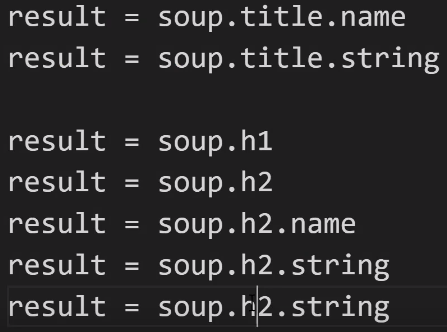 result = soup.title.name
result = soup.title.string
result = soup.h1
result = soup.h2
result = soup.h2.name
result = soup.h2.string
result = soup.h2.string